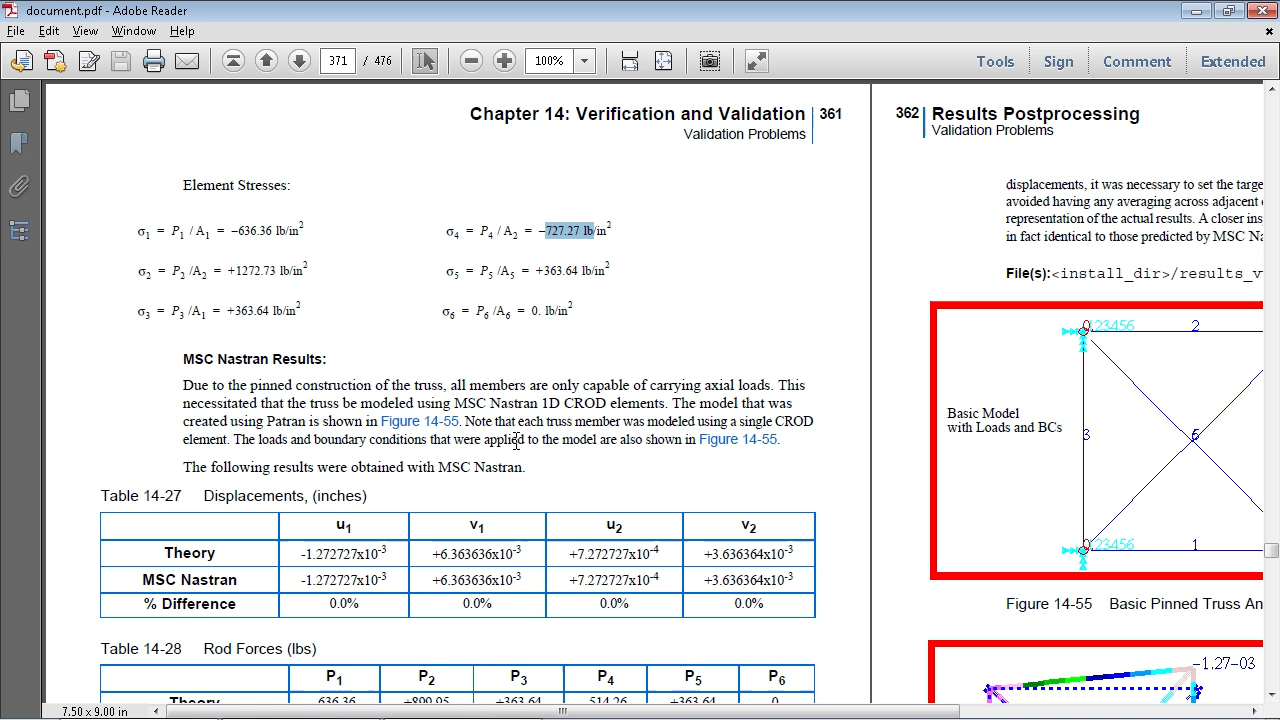 document.pdf - Adobe Reader
File Edit View Window Help
371 / 476 100% Tools Sign Comment Extended
Chapter 14: Verification and Validation 361
Validation Problems
Element Stresses:
σ1 = P1 / A1 = −636.36 lb/in2
σ4 = P4 / A2 = −727.27 lb/in2
σ2 = P2 /A2 = +1272.73 lb/in2
σ5 = P5 /A5 = +363.64 lb/in2
σ3 = P3 /A1 = +363.64 lb/in2
σ6 = P6 /A6 = 0. lb/in2
MSC Nastran Results:
Due to the pinned construction of the truss, all members are only capable of carrying axial loads. This
necessitated that the truss be modeled using MSC Nastran 1D CROD elements. The model that was
created using Patran is shown in Figure 14-55. Note that each truss member was modeled using a single CROD
element. The loads and boundary conditions that were applied to the model are also shown in Figure 14-55.
The following results were obtained with MSC Nastran.
Table 14-27 Displacements, (inches)
u1 v1 u2 v2
Theory -1.272727x10-3 +6.363636x10-3 +7.272727x10-4 +3.636364x10-3
MSC Nastran -1.272727x10-3 +6.363636x10-3 +7.272727x10-4 +3.636364x10-3
% Difference 0.0% 0.0% 0.0% 0.0%
Table 14-28 Rod Forces (lbs)
P1 P2 P3 P4 P5 P6
362 Results Postprocessing
Validation Problems
displacements, it was necessary to set the targe
avoided having any averaging across adjacent
representation of the actual results. A closer ins
in fact identical to those predicted by MSC Na
File(s):<install_dir>/results_v
Basic Model
with Loads and BCs
123456
2
3
6
123456
1
Figure 14-55 Basic Pinned Truss An
-1.27-03
7.50 x 9.00 in